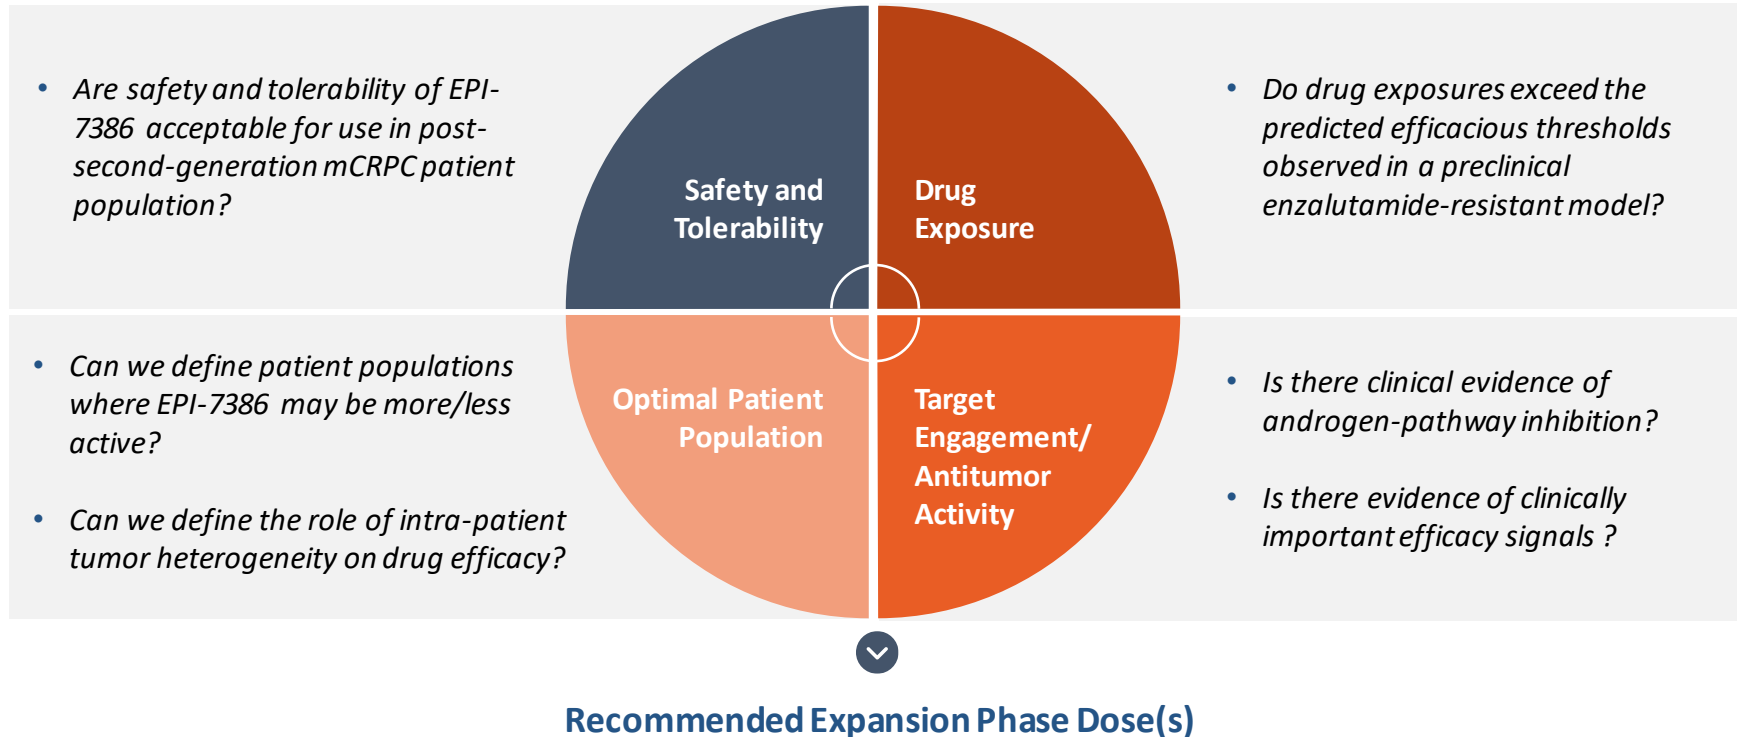 • Are safety and tolerability of EPI-
7386 acceptable for use in post-
second-generation mCRPC patient
population?
Safety and
Tolerability
Drug
Exposure
• Do drug exposures exceed the
predicted efficacious thresholds
observed in a preclinical
enzalutamide-resistant model?
• Can we define patient populations
where EPI-7386 may be more/less
active?
• Can we define the role of intra-patient
tumor heterogeneity on drug efficacy?
Optimal Patient
Population
Target
Engagement/
Antitumor
Activity
• Is there clinical evidence of
androgen-pathway inhibition?
• Is there evidence of clinically
important efficacy signals ?
Recommended Expansion Phase Dose(s)